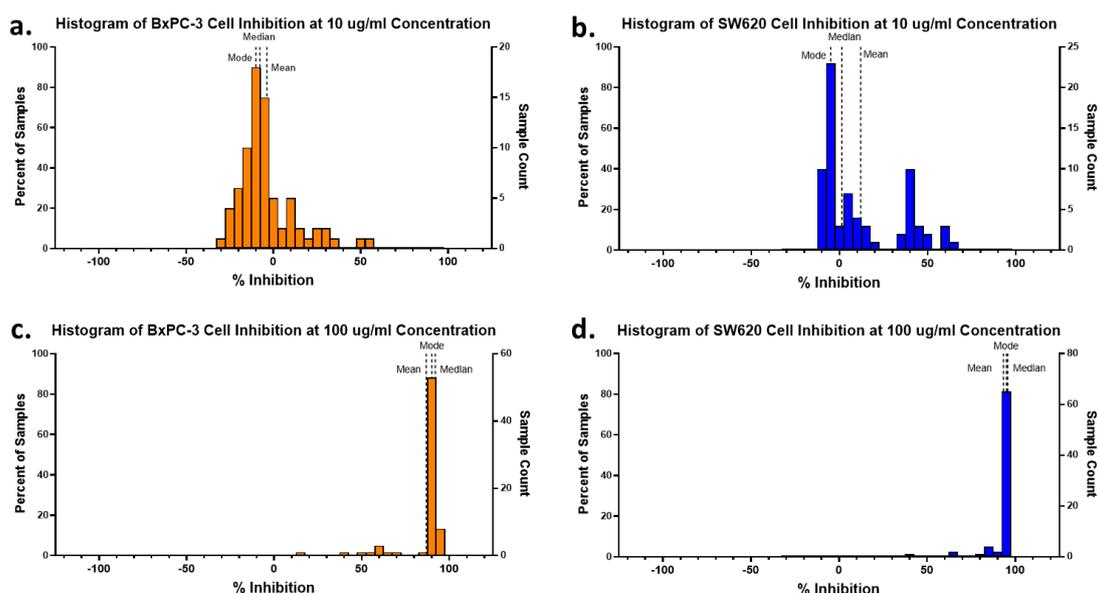 a.
Histogram of BxPC-3 Cell Inhibition at 10 ug/ml Concentration
Median
Mode
Mean
100
80
60
40
20
0
Percent of Samples
20
15
10
5
0
Sample Count
-100 -50 0 50 100
% Inhibition
b.
Histogram of SW620 Cell Inhibition at 10 ug/ml Concentration
Median
Mode
Mean
100
80
60
40
20
0
Percent of Samples
25
20
15
10
5
0
Sample Count
-100 -50 0 50 100
% Inhibition
c.
Histogram of BxPC-3 Cell Inhibition at 100 ug/ml Concentration
Mode
Mean
Median
100
80
60
40
20
0
Percent of Samples
60
40
20
0
Sample Count
-100 -50 0 50 100
% Inhibition
d.
Histogram of SW620 Cell Inhibition at 100 ug/ml Concentration
Mode
Mean
Median
100
80
60
40
20
0
Percent of Samples
80
60
40
20
0
Sample Count
-100 -50 0 50 100
% Inhibition